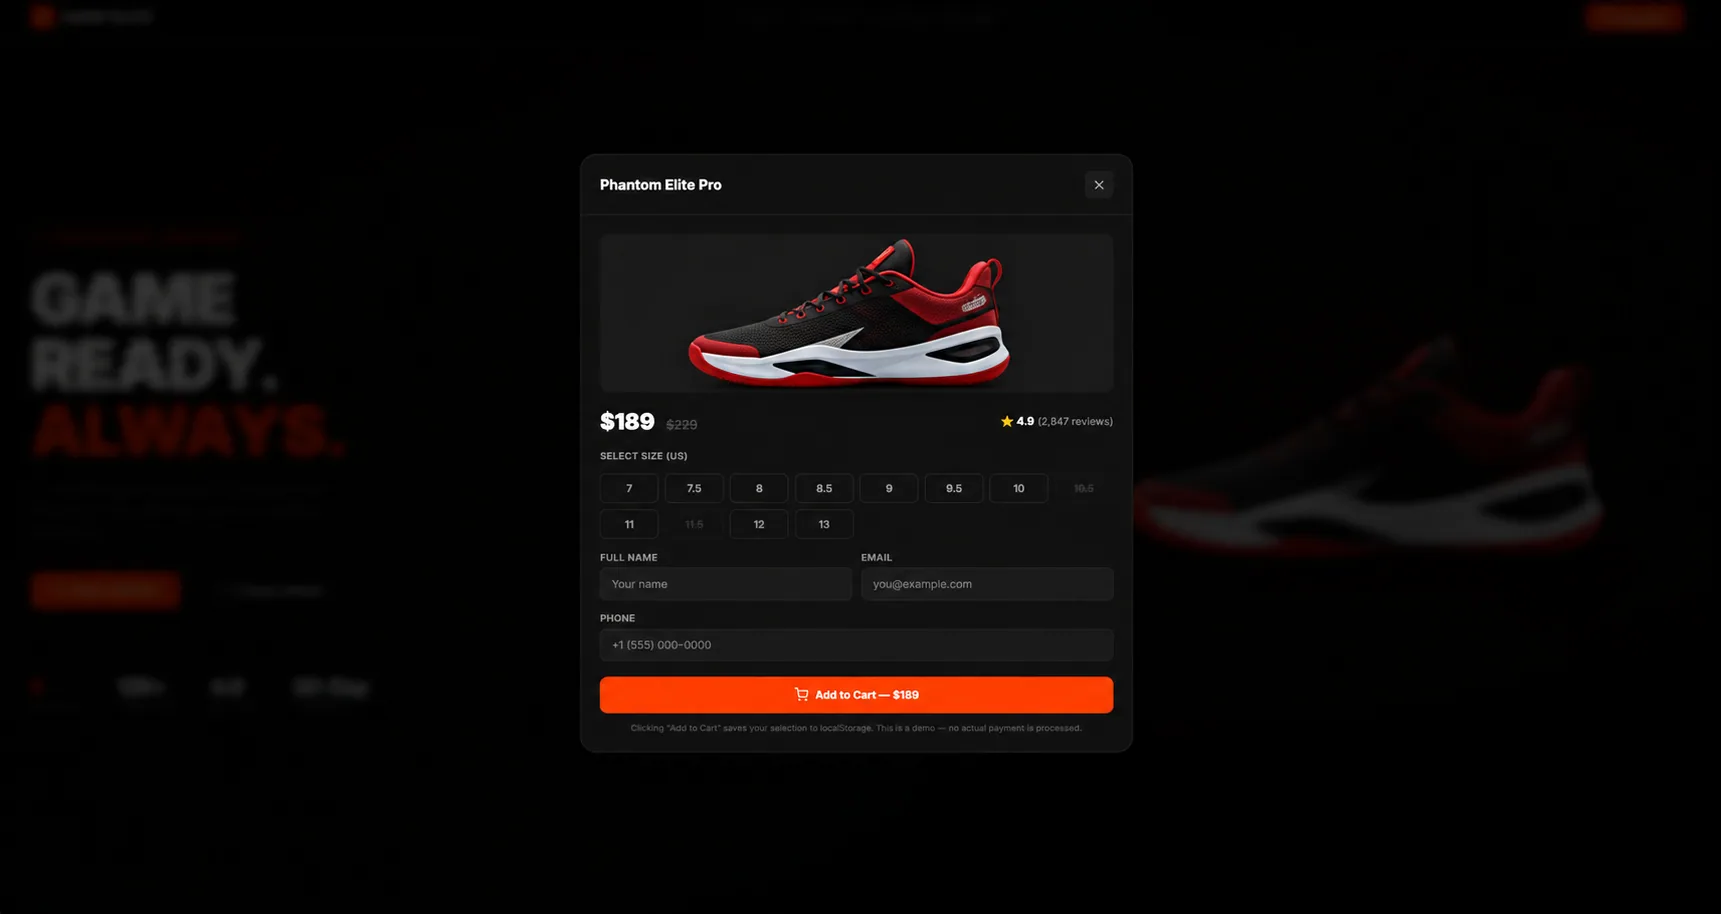 Phantom Elite Pro
$189 $229
4.9 (2,847 reviews)
SELECT SIZE (US)
7 7.5 8 8.5 9 9.5 10 10.5
11 11.5 12 13
FULL NAME EMAIL
Your name you@example.com
PHONE
+1 (555) 000-0000
Add to Cart — $189
Clicking "Add to Cart" saves your selection to localStorage. This is a demo — no actual payment is processed.
GAME
READY.
ALWAYS.